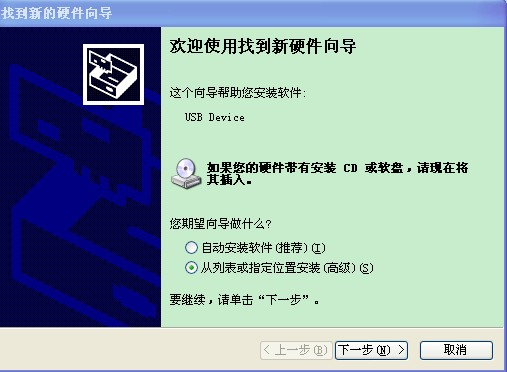 找到新的硬件向导
欢迎使用找到新硬件向导
这个向导帮助您安装软件:
USB Device
如果您的硬件带有安装 CD 或软盘,请现在将
其插入。
您期望向导做什么?
自动安装软件(推荐)(I)
从列表或指定位置安装(高级)(S)
要继续,请单击“下一步”。
< 上一步(B)
下一步(N) >
取消